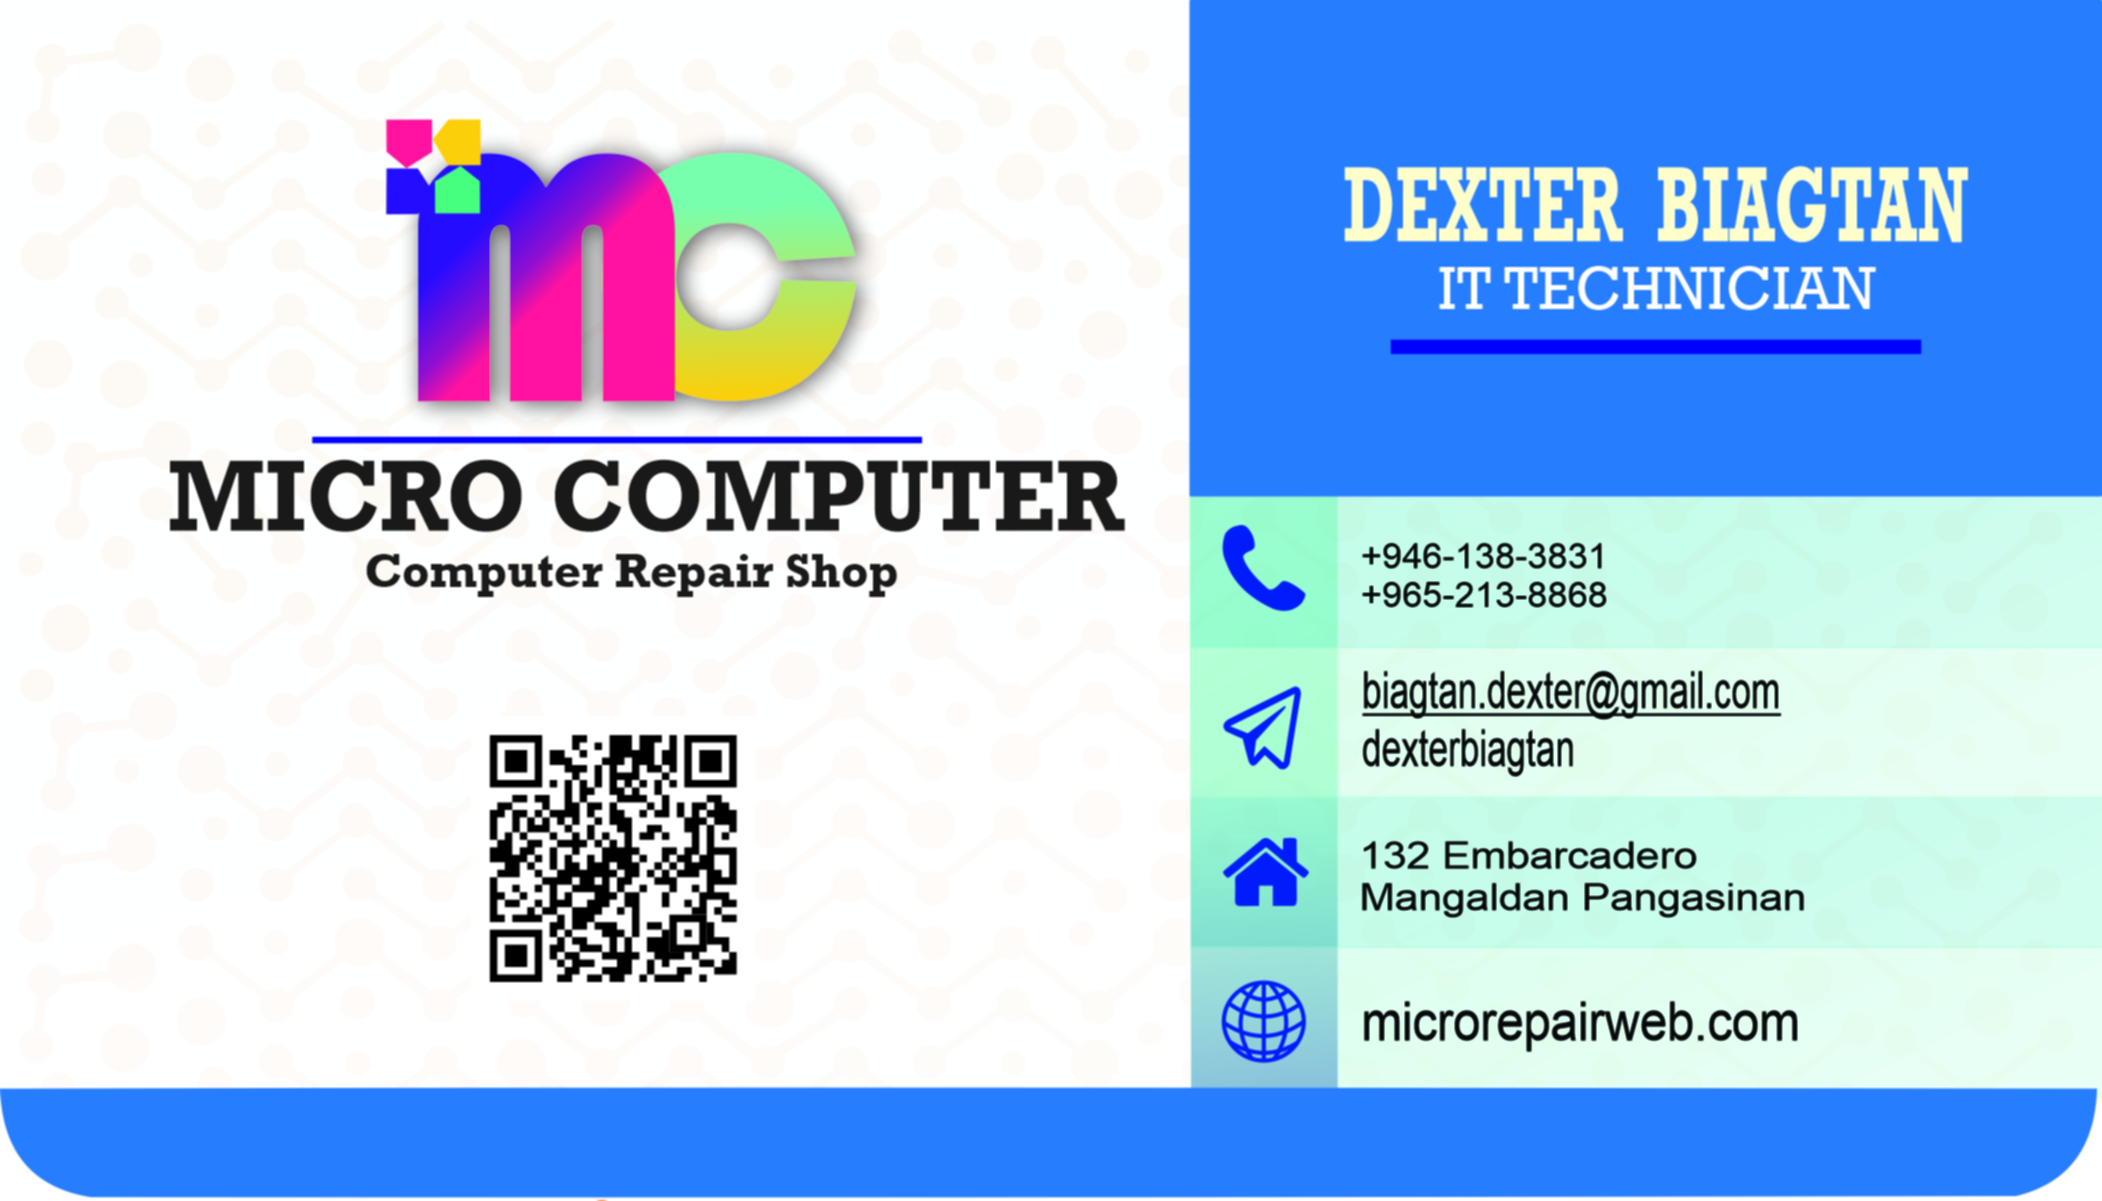 mc
MICRO COMPUTER
Computer Repair Shop
DEXTER BIAGTAN
IT TECHNICIAN
+946-138-3831
+965-213-8868
biagtan.dexter@gmail.com
dexterbiagtan
132 Embarcadero
Mangaldan Pangasinan
microrepairweb.com